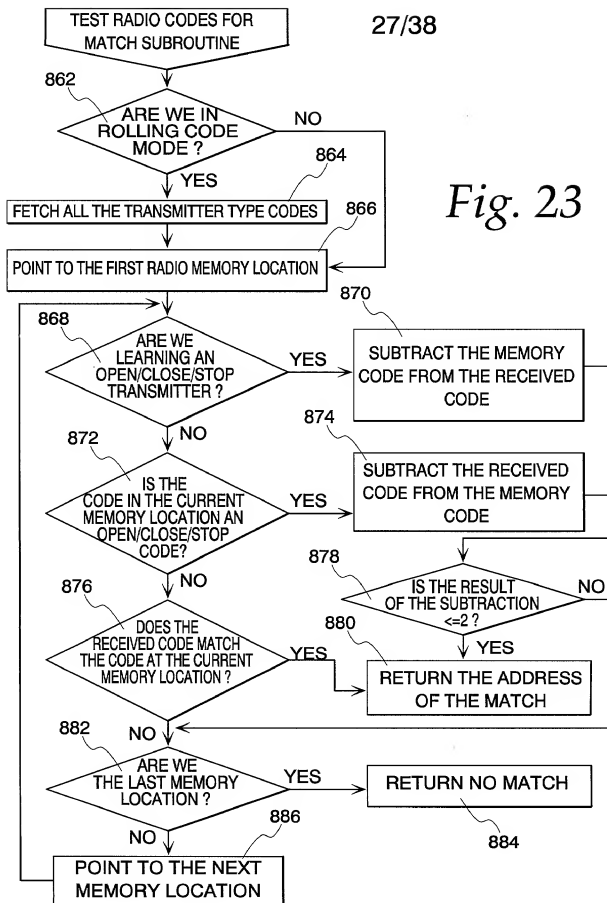 TEST RADIO CODES FOR
MATCH SUBROUTINE
27/38
862
ARE WE IN
ROLLING CODE
MODE ?
NO
YES
864
FETCH ALL THE TRANSMITTER TYPE CODES
866
Fig. 23
POINT TO THE FIRST RADIO MEMORY LOCATION
868
ARE WE
LEARNING AN
OPEN/CLOSE/STOP
TRANSMITTER ?
YES
NO
870
SUBTRACT THE MEMORY
CODE FROM THE RECEIVED
CODE
872
IS THE
CODE IN THE CURRENT
MEMORY LOCATION AN
OPEN/CLOSE/STOP
CODE?
YES
NO
874
SUBTRACT THE RECEIVED
CODE FROM THE MEMORY
CODE
878
IS THE RESULT
OF THE SUBTRACTION
<=2 ?
NO
YES
876
DOES THE
RECEIVED CODE MATCH
THE CODE AT THE CURRENT
MEMORY LOCATION ?
YES
NO
880
RETURN THE ADDRESS
OF THE MATCH
882
ARE WE
THE LAST MEMORY
LOCATION ?
YES
NO
RETURN NO MATCH
884
886
POINT TO THE NEXT
MEMORY LOCATION